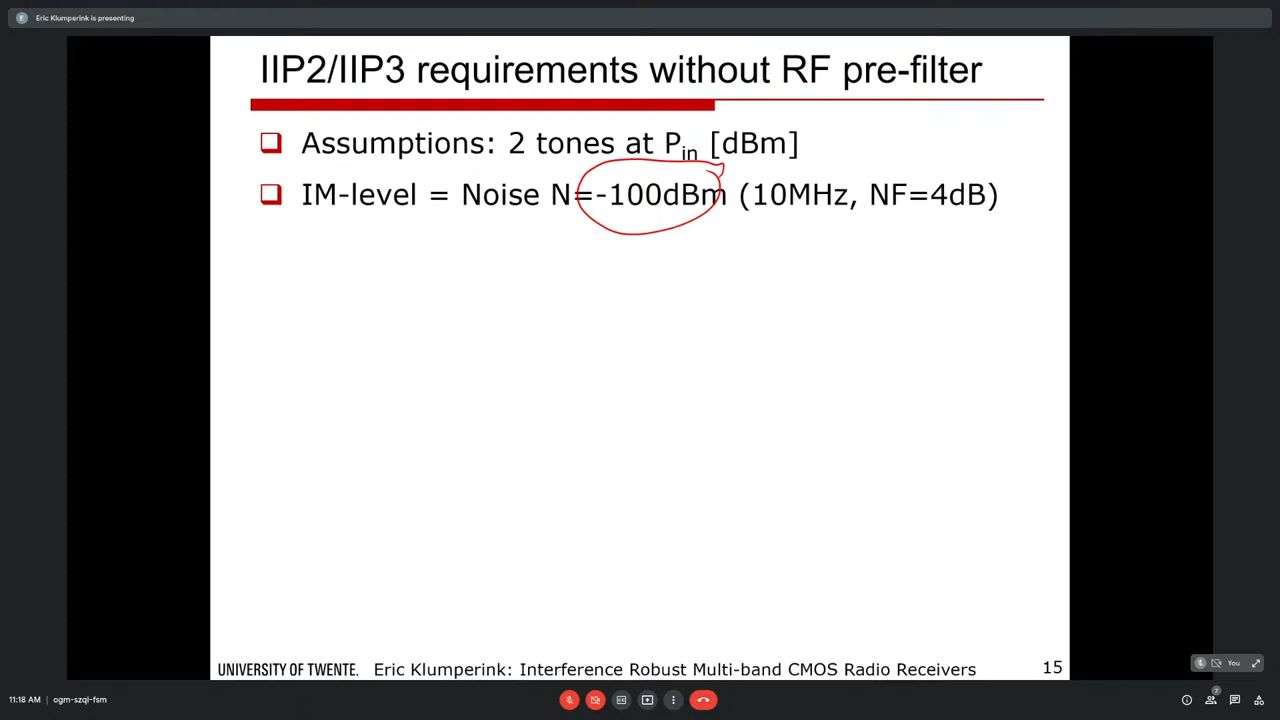 E Eric Klumperink is presenting
IIP2/IIP3 requirements without RF pre-filter
Assumptions: 2 tones at Pin [dBm]
IM-level = Noise N=-100dBm (10MHz, NF=4dB)
UNIVERSITY OF TWENTE. Eric Klumperink: Interference Robust Multi-band CMOS Radio Receivers 15
You
11:18 AM ogm-szqi-fsm
7